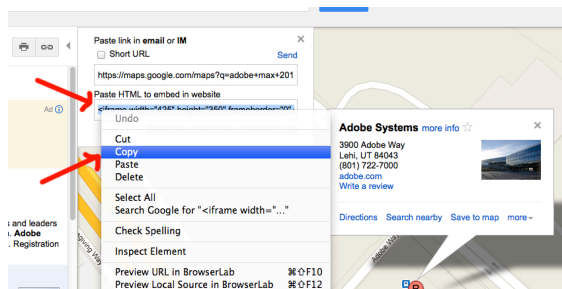 Paste link in email or IM
Short URL
Send
https://maps.google.com/maps?q=adobe+max+201
Paste HTML to embed in website
<iframe width="425" height="350" frameborder="0"
Ad
s and leaders
. Adobe
. Registration
Undo
Cut
Copy
Paste
Delete
Select All
Search Google for "<iframe width="..."
Check Spelling
Inspect Element
Preview URL in BrowserLab ⌘⇧F10
Preview Local Source in BrowserLab ⌘⇧F12
Adobe Systems more info
3900 Adobe Way
Lehi, UT 84043
(801) 722-7000
adobe.com
Write a review
Directions Search nearby Save to map more
Adobe Way